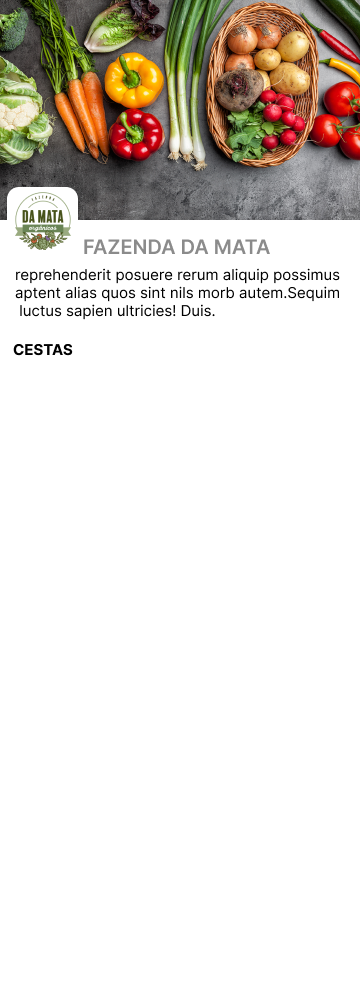 FAZENDA
DA MATA
orgânicos
FAZENDA DA MATA
reprehenderit posuere rerum aliquip possimus
aptent alias quos sint nils morb autem.Sequim
luctus sapien ultricies! Duis.
CESTAS